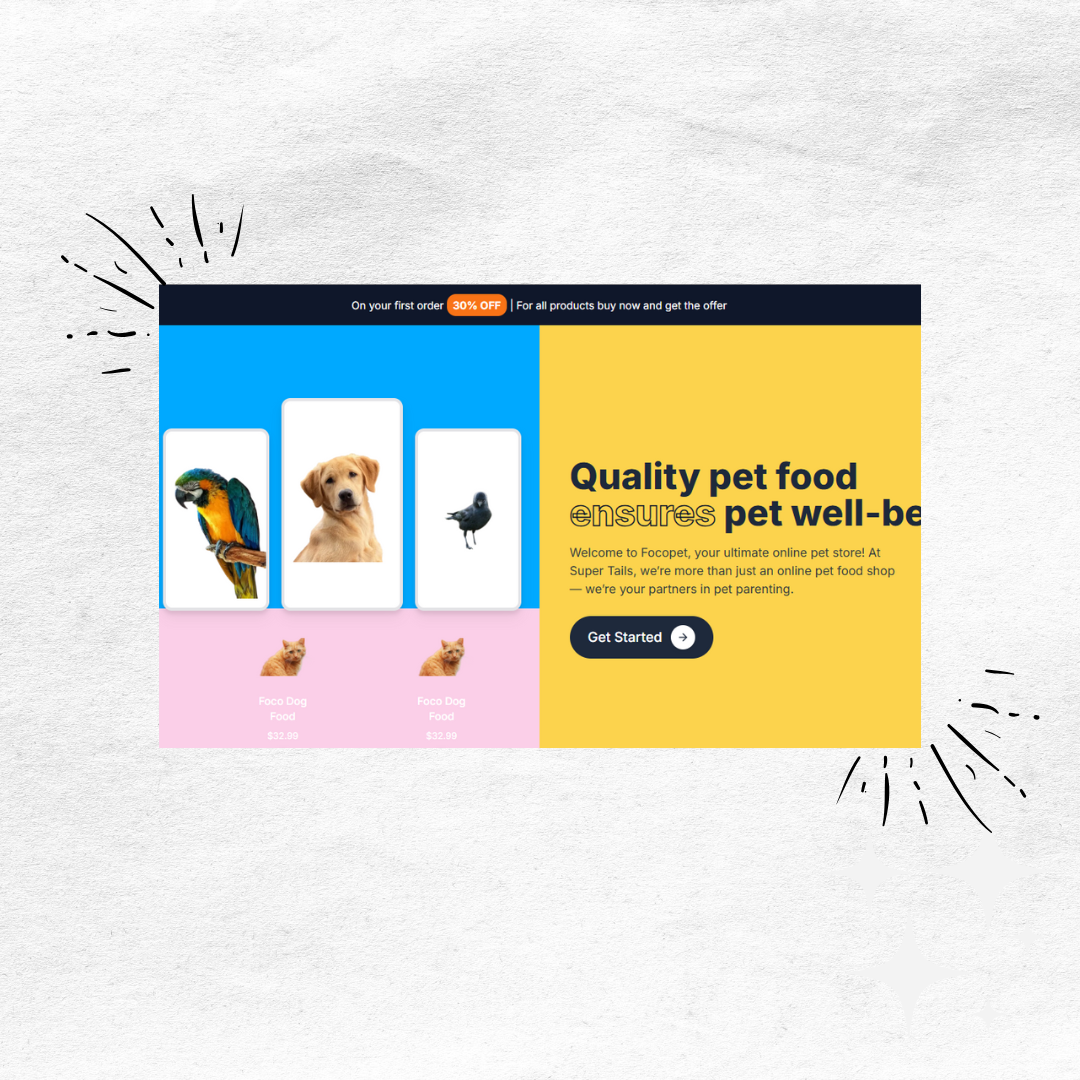 On your first order 30% OFF | For all products buy now and get the offer
Quality pet food
ensures pet well-be
Welcome to Focopet, your ultimate online pet store! At
Super Tails, we're more than just an online pet food shop
— we're your partners in pet parenting.
Get Started
Foco Dog
Food
$32.99
Foco Dog
Food
$32.99